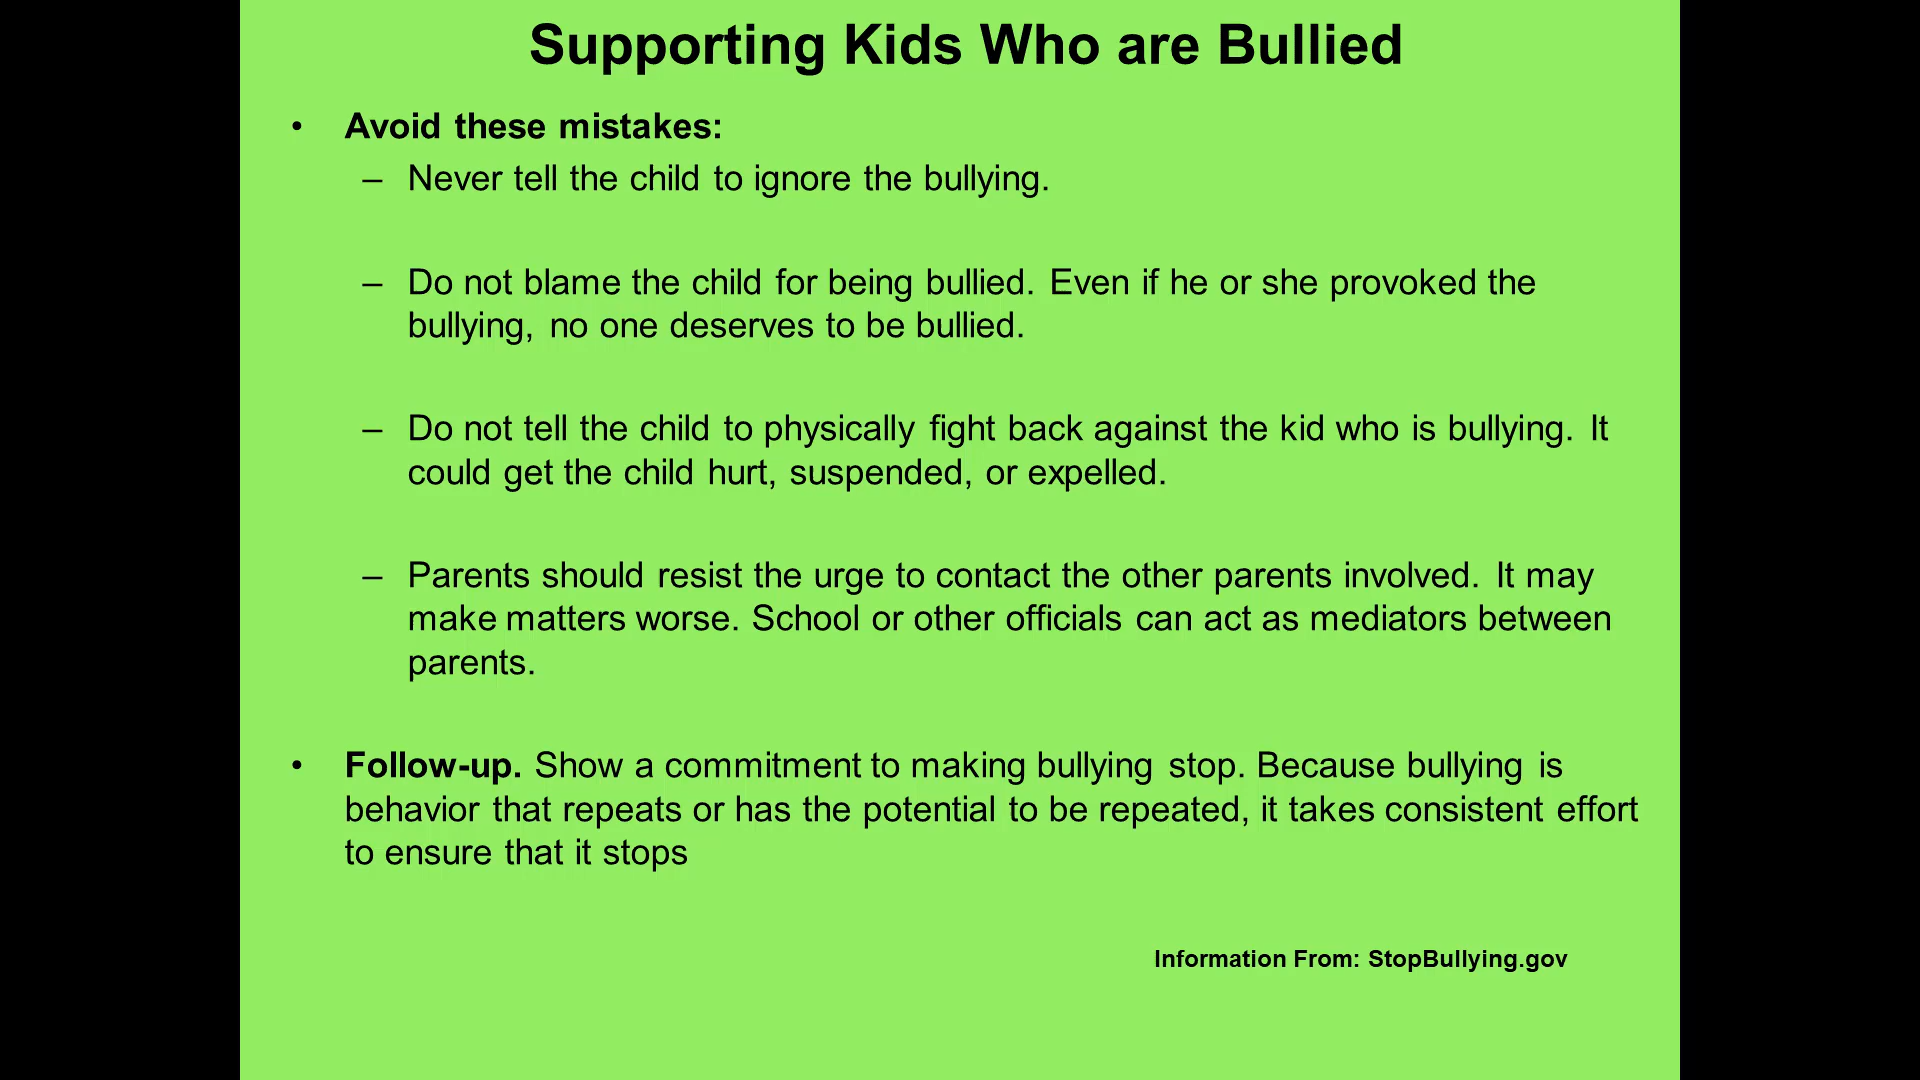 Supporting Kids Who are Bullied
• Avoid these mistakes:
– Never tell the child to ignore the bullying.
– Do not blame the child for being bullied. Even if he or she provoked the
bullying, no one deserves to be bullied.
– Do not tell the child to physically fight back against the kid who is bullying. It
could get the child hurt, suspended, or expelled.
– Parents should resist the urge to contact the other parents involved. It may
make matters worse. School or other officials can act as mediators between
parents.
• Follow-up. Show a commitment to making bullying stop. Because bullying is
behavior that repeats or has the potential to be repeated, it takes consistent effort
to ensure that it stops
Information From: StopBullying.gov